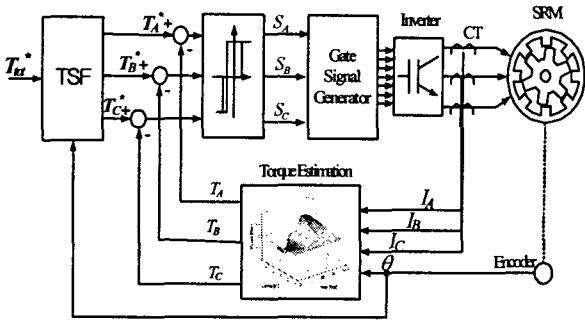 Inverter
SRM
T_A^*+
S_A
CT
T_tot^*
TSF
T_B^*+
S_B
Gate
Signal
Generator
T_C+^*
S_C
Torque Estimation
T_A
I_A
T_B
I_B
T_C
I_C
θ
Encoder